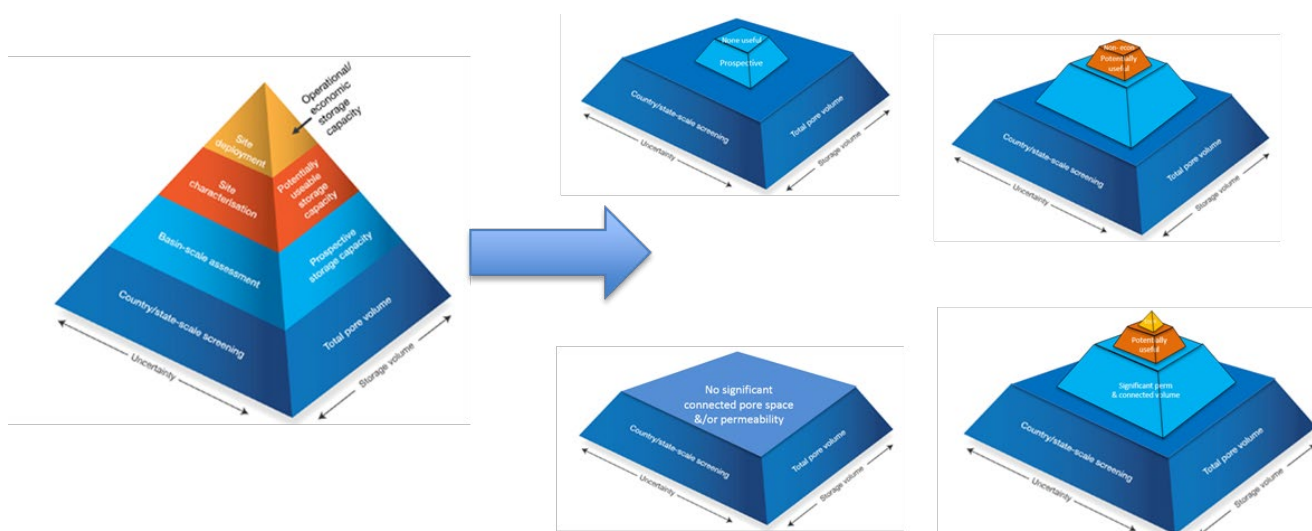 Operational/
economic
storage
capacity
Site
deployment
Site
characterisation
Potentially
useable
storage
capacity
Basin-scale assessment
Prospective
storage capacity
Country/state-scale screening
Total pore volume
Uncertainty
Storage volume
None useful
Prospective
Country/state-scale screening
Total pore volume
Uncertainty
Storage volume
Non- econ
Potentially
useful
Country/state-scale screening
Total pore volume
Uncertainty
Storage volume
No significant
connected pore space
&/or permeability
Country/state-scale screening
Total pore volume
Uncertainty
Storage volume
Potentially
useful
Significant perm
& connected volume
Country/state-scale screening
Total pore volume
Uncertainty
Storage volume